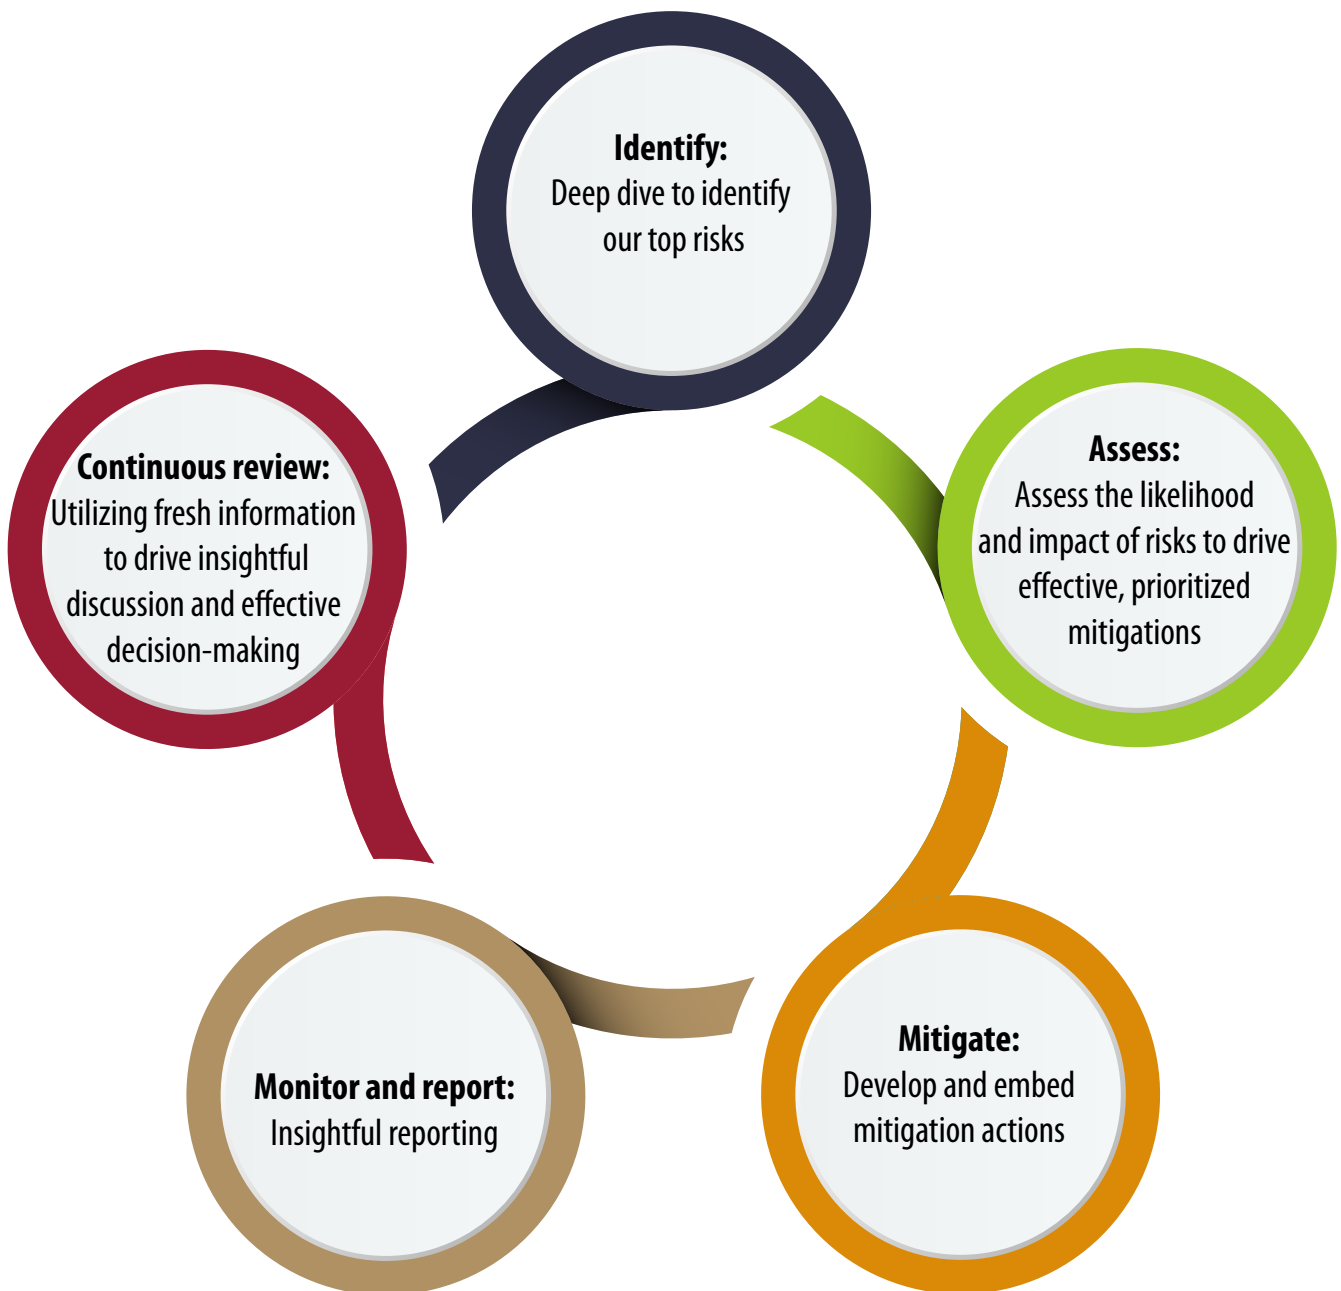 Identify:
Deep dive to identify
our top risks
Assess:
Assess the likelihood
and impact of risks to drive
effective, prioritized
mitigations
Mitigate:
Develop and embed
mitigation actions
Monitor and report:
Insightful reporting
Continuous review:
Utilizing fresh information
to drive insightful
discussion and effective
decision-making